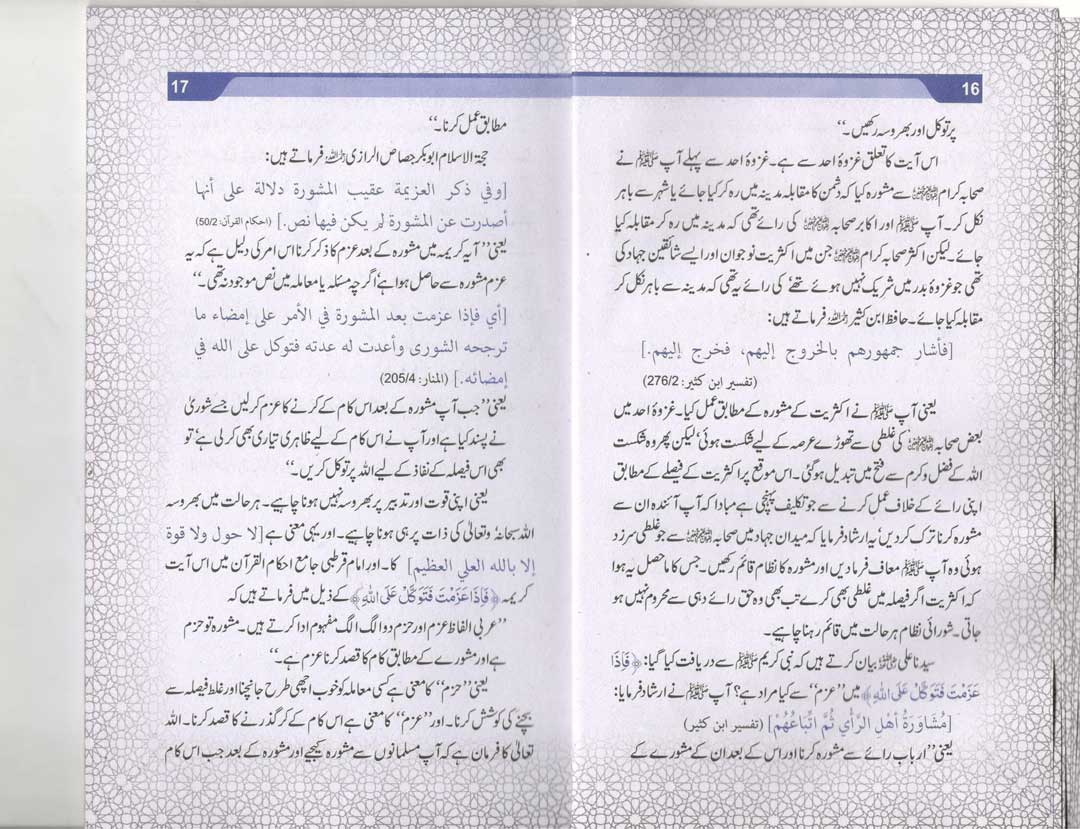 16
پر توکل اور بھروسہ رکھیں۔‘‘
اس آیت کا تعلق غزوۂ احد سے ہے۔ غزوۂ احد سے پہلے آپ ﷺ نے
صحابہ کرام رضی اللہ عنہم سے مشورہ کیا کہ دشمن کا مقابلہ مدینہ میں رہ کر کیا جائے یا شہر سے باہر
نکل کر۔ آپ ﷺ اور اکابر صحابہ رضی اللہ عنہم کی رائے تھی کہ مدینہ میں رہ کر مقابلہ کیا
جائے۔ لیکن اکثر صحابہ کرام رضی اللہ عنہم جن میں اکثریت نوجوان اور ایسے شائقین جہاد کی
تھی جو غزوۂ بدر میں شریک نہیں ہوئے تھے‘ کی رائے یہ تھی کہ مدینہ سے باہر نکل کر
مقابلہ کیا جائے۔ حافظ ابن کثیر رحمہ اللہ فرماتے ہیں:
[فأشار جمهورهم بالخروج إليهم، فخرج إليهم.]
(تفسیر ابن کثیر: 276/2)
یعنی آپ ﷺ نے اکثریت کے مشورہ کے مطابق عمل کیا۔ غزوۂ احد میں
بعض صحابہ رضی اللہ عنہم کی غلطی سے تھوڑے عرصہ کے لیے شکست ہوئی‘ لیکن پھر وہ شکست
اللہ کے فضل و کرم سے فتح میں تبدیل ہو گئی۔ اس موقع پر اکثریت کے فیصلے کے مطابق
اپنی رائے کے خلاف عمل کرنے سے جو تکلیف پہنچی ہے مبادا کہ آپ آئندہ ان سے
مشورہ کرنا ترک کر دیں‘ یہ ارشاد فرمایا کہ میدان جہاد میں صحابہ رضی اللہ عنہم سے جو غلطی سرزد
ہوئی وہ آپ ﷺ معاف فرما دیں اور مشورہ کا نظام قائم رکھیں۔ جس کا ماحصل یہ ہوا
کہ اکثریت اگر فیصلہ میں غلطی بھی کرے تب بھی وہ حق رائے دہی سے محروم نہیں ہو
جاتی۔ شورائی نظام ہر حالت میں قائم رہنا چاہیے۔
سیدنا علی رضی اللہ عنہ بیان کرتے ہیں کہ نبی کریم ﷺ سے دریافت کیا گیا: ﴿فَإِذَا
عَزَمْتَ فَتَوَكَّلْ عَلَى اللّٰهِ﴾ میں ’’عزم‘‘ سے کیا مراد ہے؟ آپ ﷺ نے ارشاد فرمایا:
[مُشَاوَرَةُ أَهْلِ الرَّأْيِ ثُمَّ اتِّبَاعُهُمْ] (تفسیر ابن کثیر)
یعنی ’’ارباب رائے سے مشورہ کرنا اور اس کے بعد ان کے مشورے کے
17
مطابق عمل کرنا۔‘‘
حجۃ الاسلام ابوبکر جصاص الرازی رحمہ اللہ فرماتے ہیں:
[وفي ذكر العزيمة عقيب المشورة دلالة على أنها
أصدرت عن المشورة لم يكن فيها نص.] (احکام القرآن: 50/2)
یعنی ’’آیہ کریمہ میں مشورہ کے بعد عزم کا ذکر کرنا اس امر کی دلیل ہے کہ یہ
عزم مشورہ سے حاصل ہوا ہے‘ اگرچہ مسئلہ یا معاملہ میں نص موجود نہ تھی۔‘‘
[أي فإذا عزمت بعد المشورة في الأمر على إمضاء ما
ترجحه الشورى وأعدت له عدته فتوكل على الله في
إمضائه.] (المنار: 205/4)
یعنی ’’جب آپ مشورہ کے بعد اس کام کے کرنے کا عزم کر لیں جسے شوریٰ
نے پسند کیا ہے اور آپ نے اس کام کے لیے ظاہری تیاری بھی کر لی ہے‘ تو
بھی اس فیصلہ کے نفاذ کے لیے اللہ پر توکل کریں۔‘‘
یعنی اپنی قوت اور تدبیر پر بھروسہ نہیں ہونا چاہیے۔ ہر حالت میں بھروسہ
اللہ سبحانہٗ وتعالیٰ کی ذات پر ہی ہونا چاہیے۔ اور یہی معنی ہے [لا حول ولا قوة
إلا بالله العلي العظيم] کا۔ اور امام قرطبی جامع احکام القرآن میں اس آیت
کریمہ ﴿فَإِذَا عَزَمْتَ فَتَوَكَّلْ عَلَى اللّٰهِ﴾ کے ذیل میں فرماتے ہیں کہ
’’عربی الفاظ عزم اور حزم دو الگ الگ مفہوم ادا کرتے ہیں۔ مشورہ تو حزم
ہے اور مشورے کے مطابق کام کا قصد کرنا عزم ہے۔‘‘
یعنی ’’حزم‘‘ کا معنی ہے کسی معاملہ کو خوب اچھی طرح جانچنا اور غلط فیصلہ سے
بچنے کی کوشش کرنا۔ اور ’’عزم‘‘ کا معنی ہے اس کام کے کر گذرنے کا قصد کرنا۔ اللہ
تعالیٰ کا فرمان ہے کہ آپ مسلمانوں سے مشورہ کیجیے اور مشورہ کے بعد جب اس کام